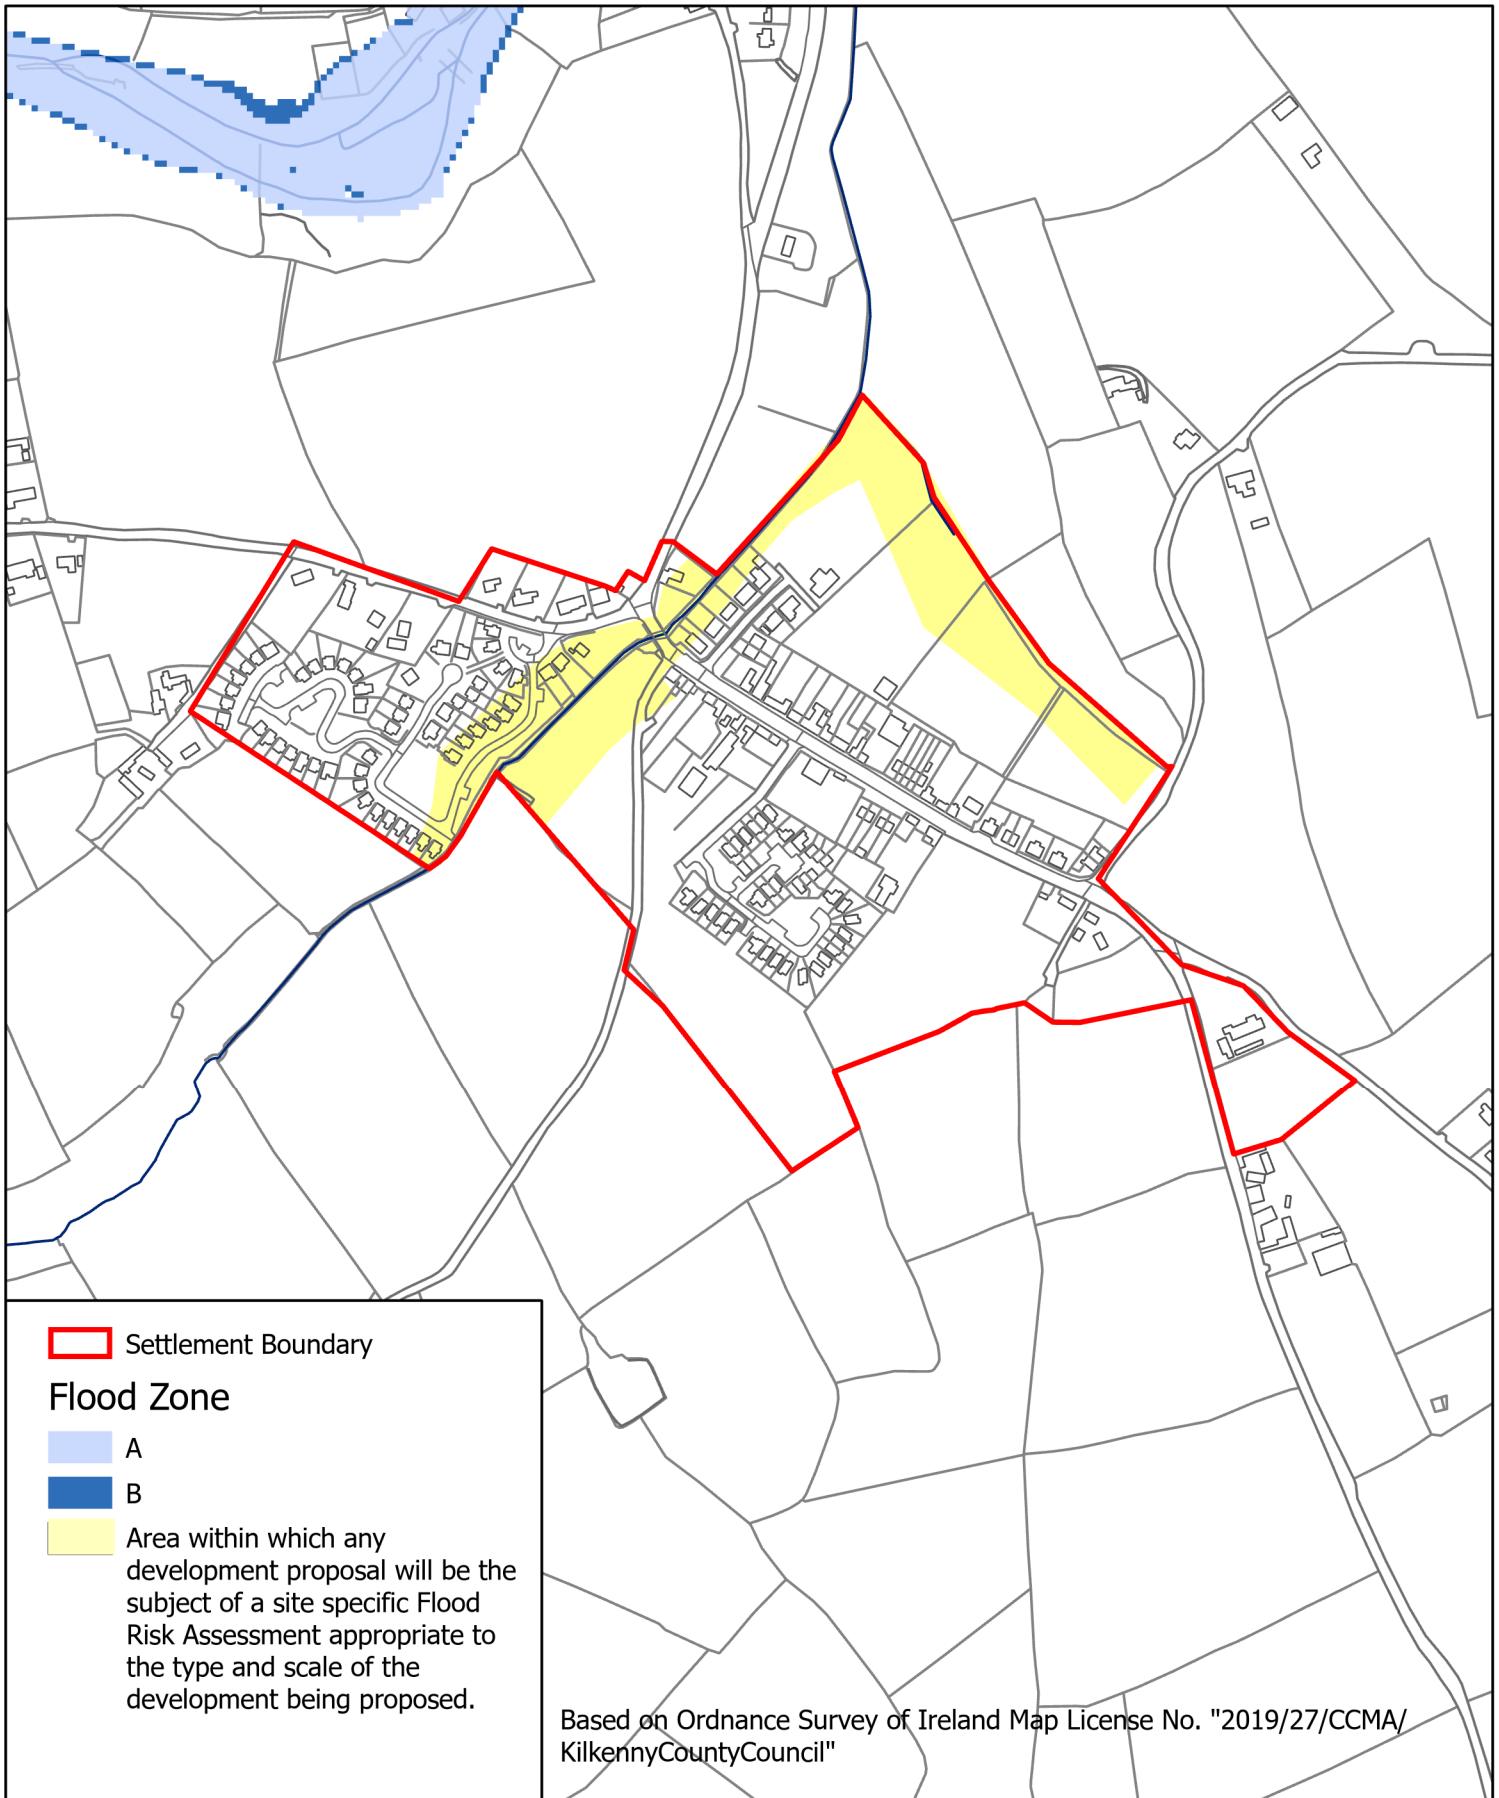 Settlement Boundary
Flood Zone
A
B
Area within which any
development proposal will be the
subject of a site specific Flood
Risk Assessment appropriate to
the type and scale of the
development being proposed.
Based on Ordnance Survey of Ireland Map License No. "2019/27/CCMA/
KilkennyCountyCouncil"